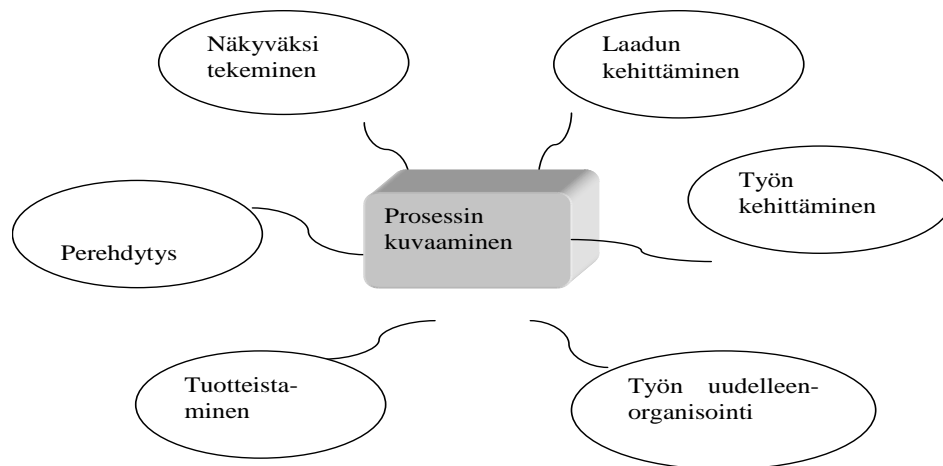 Näkyväksi
tekeminen
Laadun
kehittäminen
Työn
kehittäminen
Prosessin
kuvaaminen
Perehdytys
Tuotteista-
minen
Työn uudelleen-
organisointi